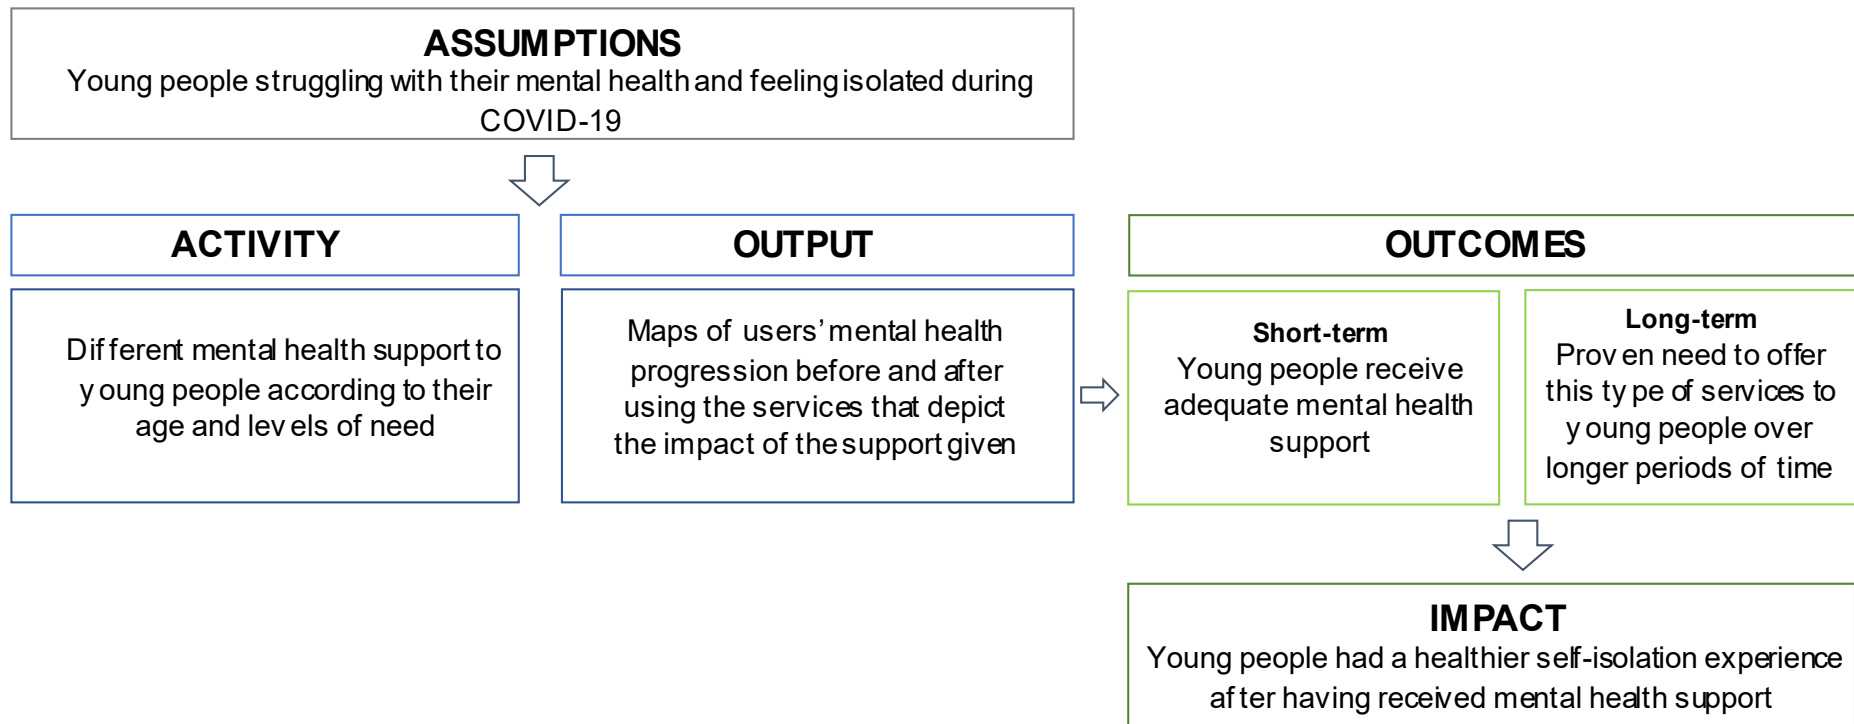 ASSUMPTIONS
Young people struggling with their mental health and feeling isolated during
COVID-19
ACTIVITY
OUTPUT
OUTCOMES
Different mental health support to
young people according to their
age and levels of need
Maps of users’ mental health
progression before and after
using the services that depict
the impact of the support given
Short-term
Young people receive
adequate mental health
support
Long-term
Proven need to offer
this type of services to
young people over
longer periods of time
IMPACT
Young people had a healthier self-isolation experience
after having received mental health support